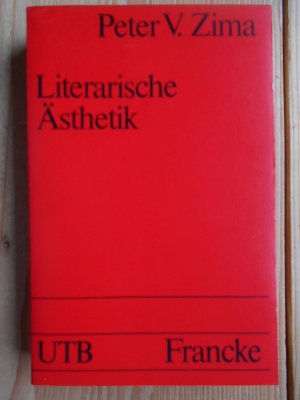 Peter V. Zima
Literarische
Ästhetik
UTB Francke